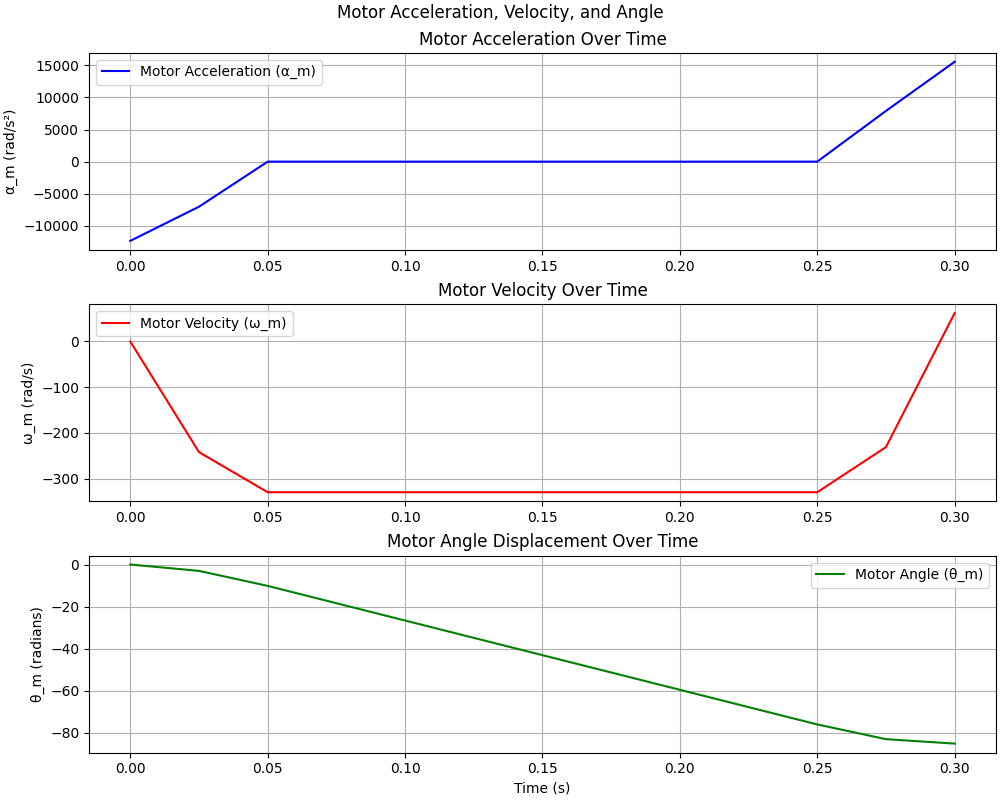 Motor Acceleration, Velocity, and Angle
Motor Acceleration Over Time
Motor Acceleration (α_m)
α_m (rad/s²)
15000
10000
5000
0
−5000
−10000
0.00 0.05 0.10 0.15 0.20 0.25 0.30
Motor Velocity Over Time
Motor Velocity (ω_m)
ω_m (rad/s)
0
−100
−200
−300
0.00 0.05 0.10 0.15 0.20 0.25 0.30
Motor Angle Displacement Over Time
Motor Angle (θ_m)
θ_m (radians)
0
−20
−40
−60
−80
0.00 0.05 0.10 0.15 0.20 0.25 0.30
Time (s)